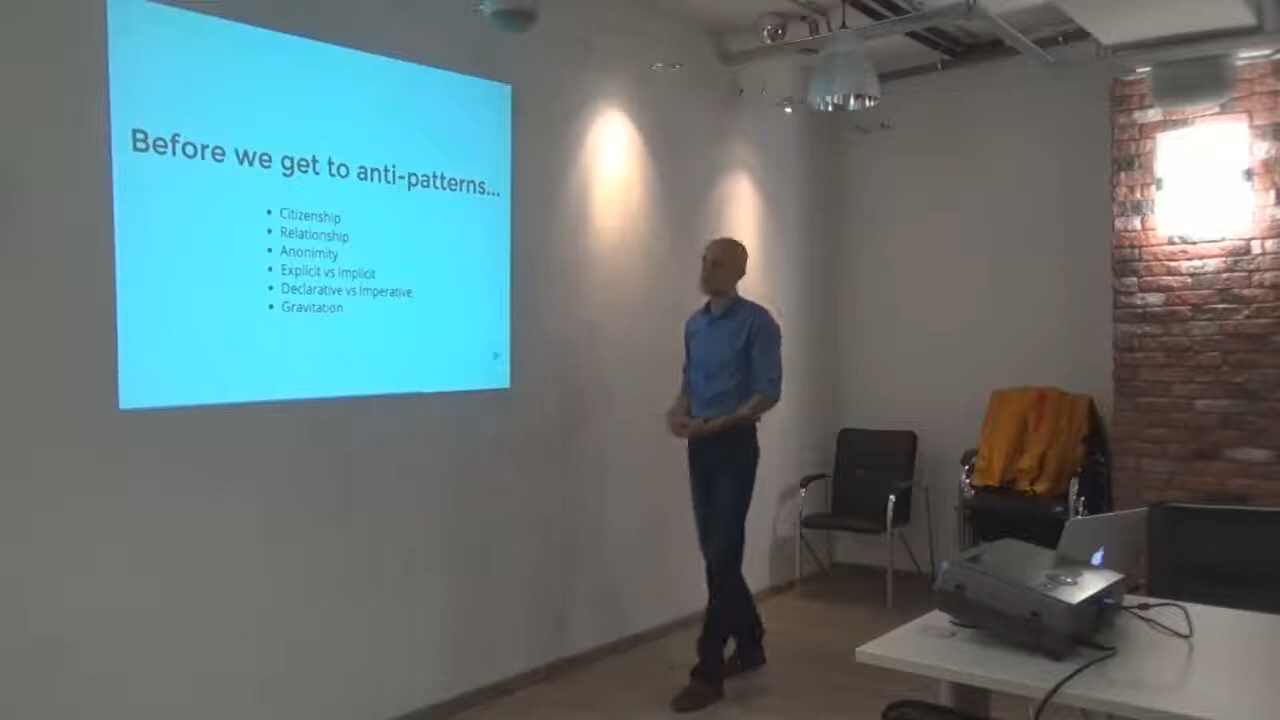 Before we get to anti-patterns...
• Citizenship
• Relationship
• Anonimity
• Explicit vs Implicit
• Declarative vs Imperative
• Gravitation